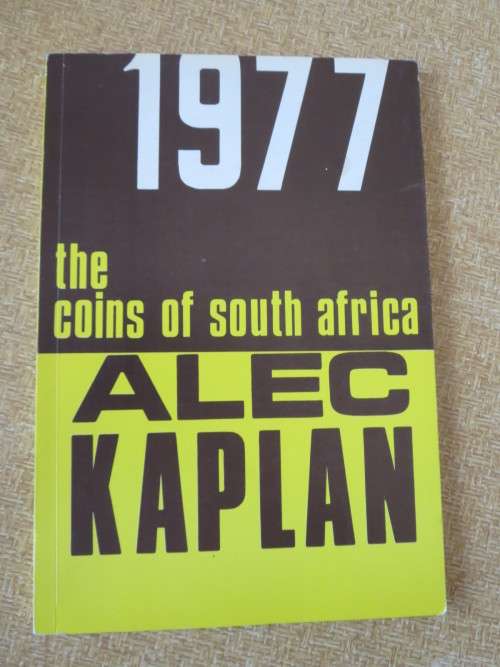 1977
the
coins of south africa
ALEC
KAPLAN